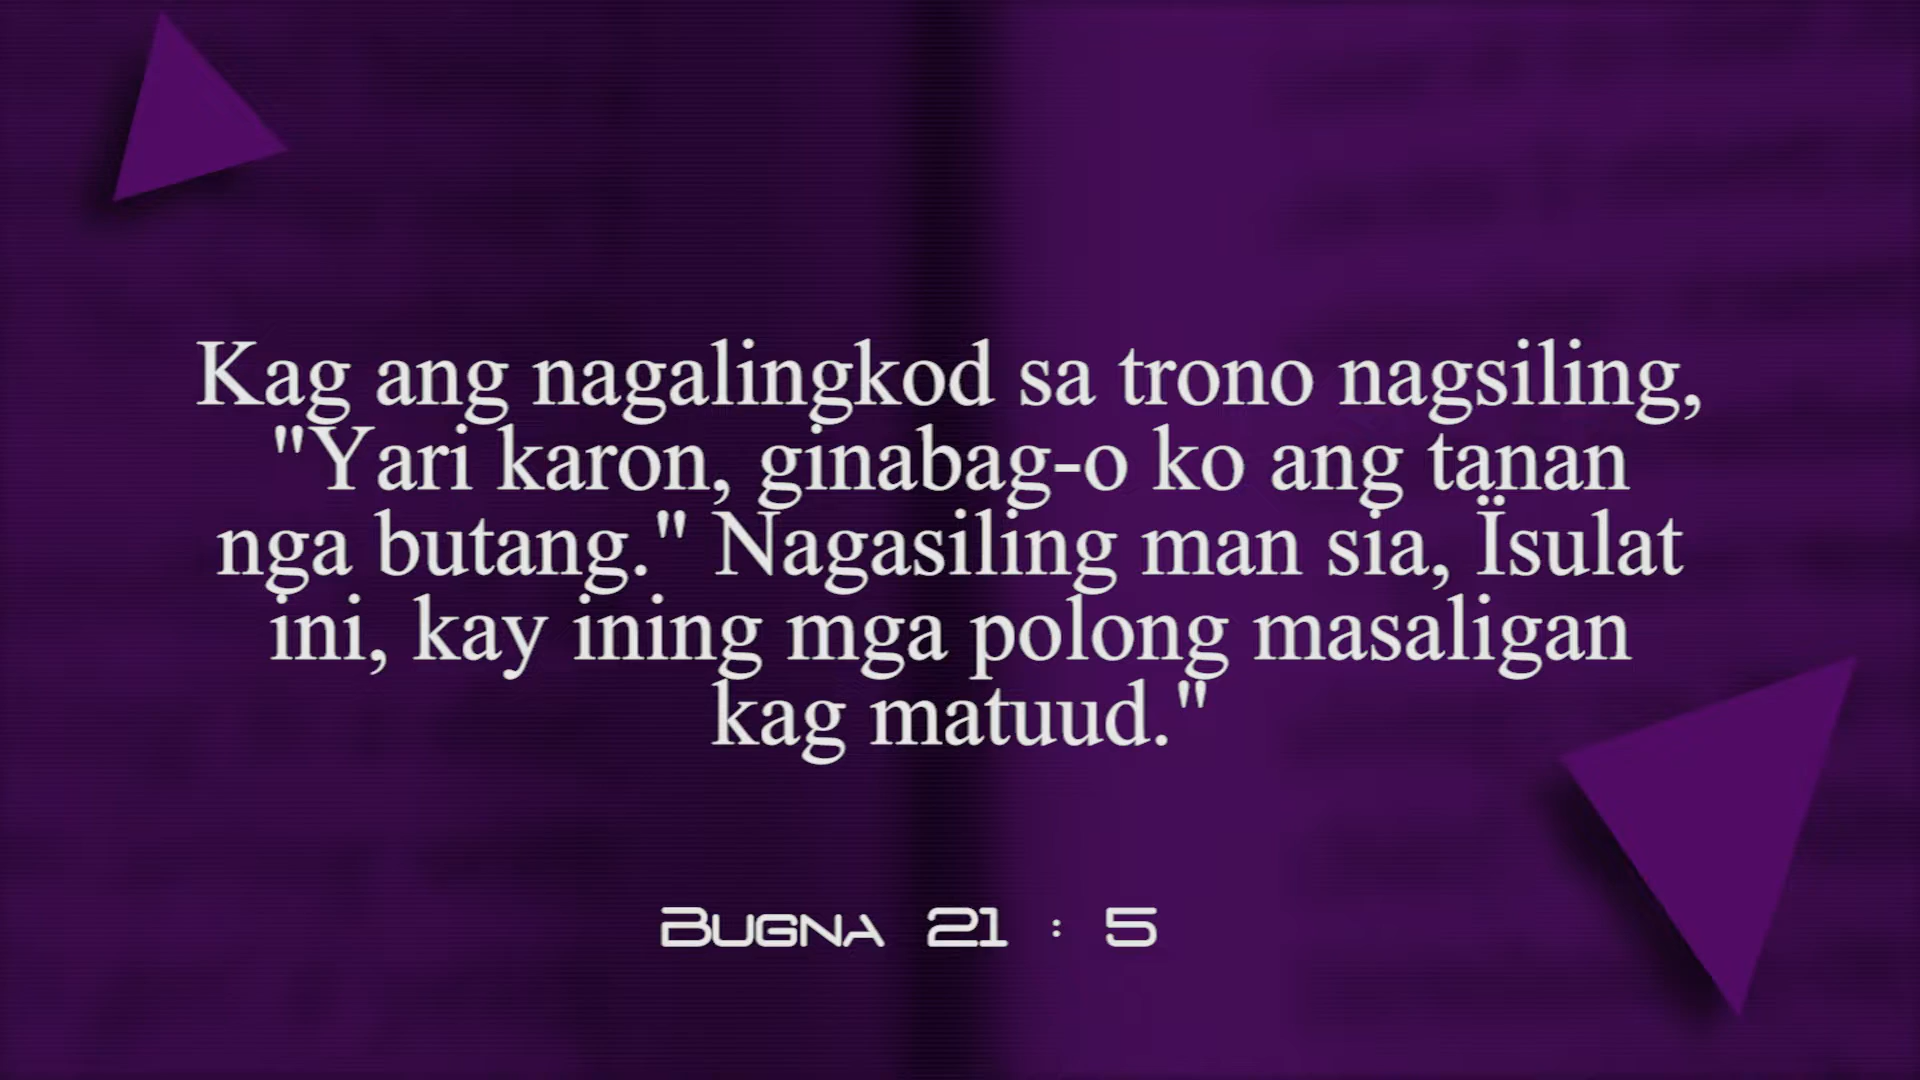 Kag ang nagalingkod sa trono nagsiling,
"Yari karon, ginabag-o ko ang tanan
nga butang." Nagasiling man sia, Ïsulat
ini, kay ining mga polong masaligan
kag matuud."
Bugna 21 : 5